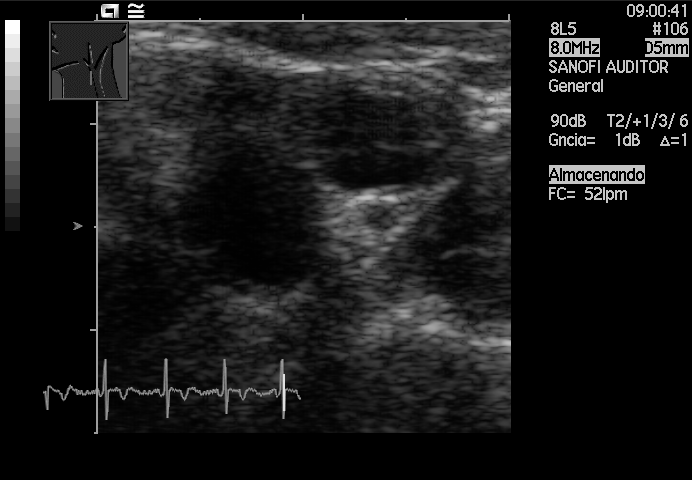 09:00:41
8L5 #106
8.0MHz D5mm
SANOFI AUDITOR
General
90dB T2/+1/3/ 6
Gncia= 1dB Δ=1
Almacenando
FC= 52lpm